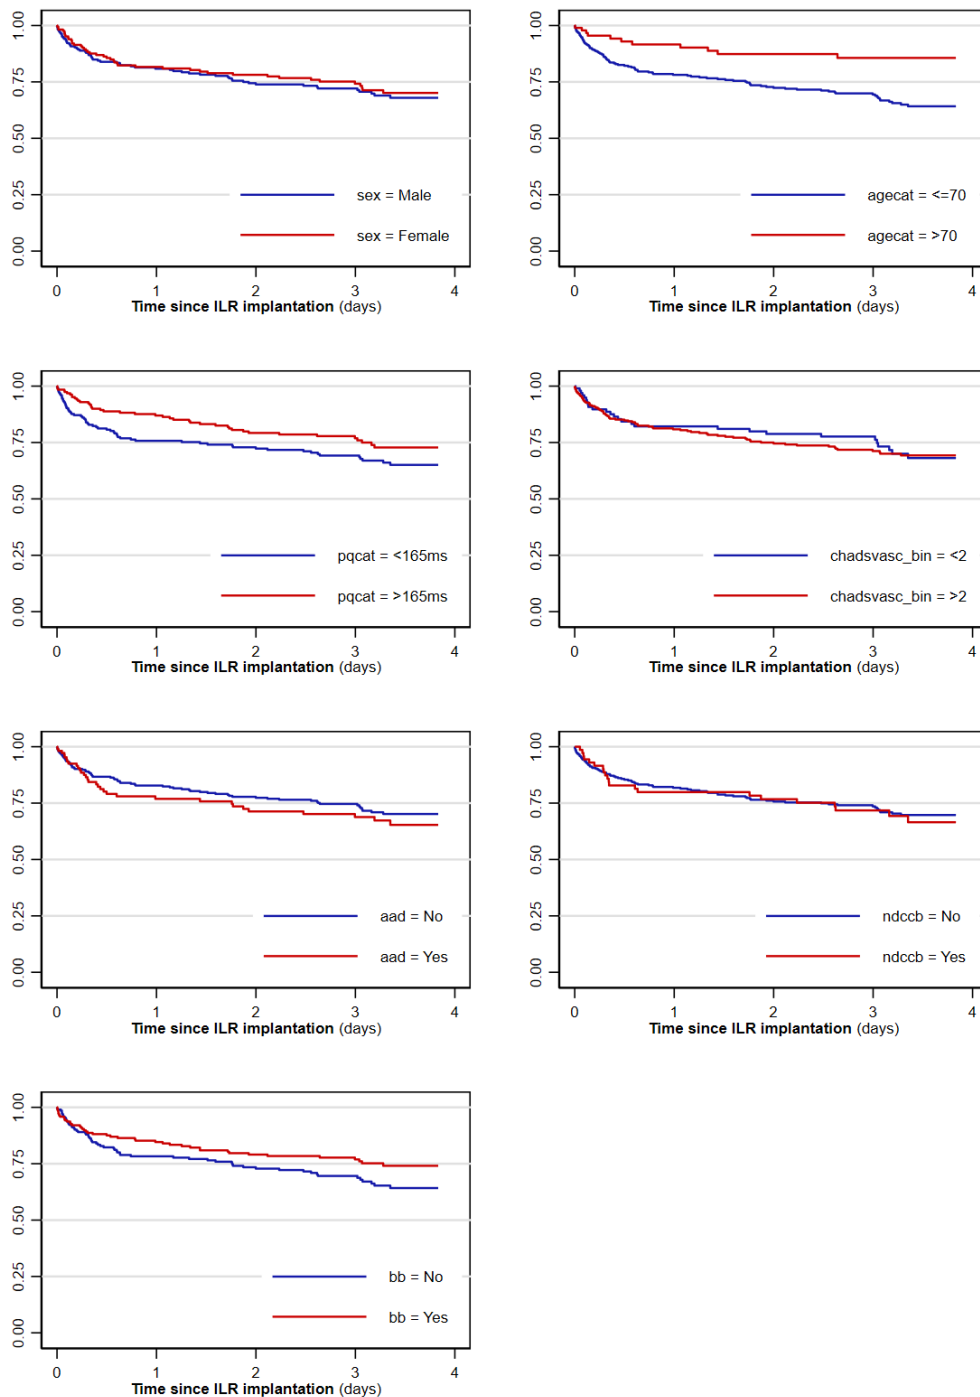 1.00
0.75
0.50
0.25
0.00
sex = Male
sex = Female
0 1 2 3 4
Time since ILR implantation (days)
1.00
0.75
0.50
0.25
0.00
agecat = <=70
agecat = >70
0 1 2 3 4
Time since ILR implantation (days)
1.00
0.75
0.50
0.25
0.00
pqcat = <165ms
pqcat = >165ms
0 1 2 3 4
Time since ILR implantation (days)
1.00
0.75
0.50
0.25
0.00
chadsvasc_bin = <2
chadsvasc_bin = >2
0 1 2 3 4
Time since ILR implantation (days)
1.00
0.75
0.50
0.25
0.00
aad = No
aad = Yes
0 1 2 3 4
Time since ILR implantation (days)
1.00
0.75
0.50
0.25
0.00
ndccb = No
ndccb = Yes
0 1 2 3 4
Time since ILR implantation (days)
1.00
0.75
0.50
0.25
0.00
bb = No
bb = Yes
0 1 2 3 4
Time since ILR implantation (days)